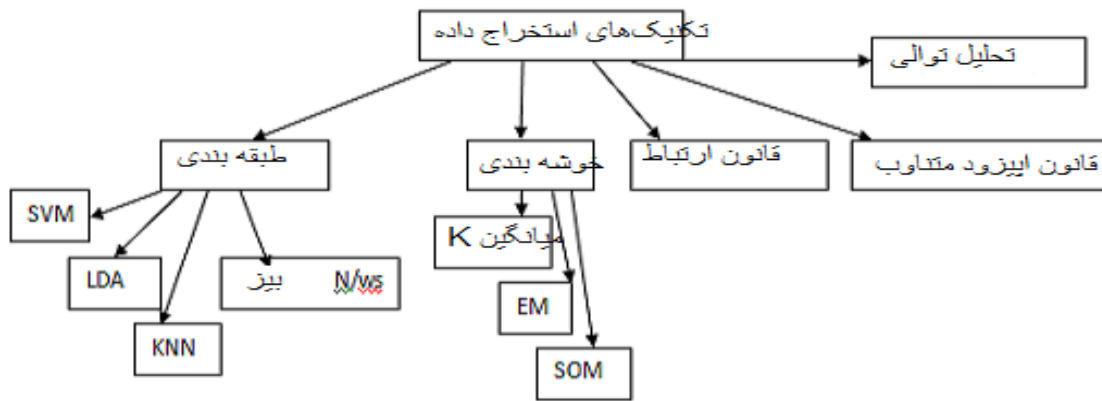 تکنیک‌های استخراج داده
تحلیل توالی
طبقه بندی
خوشه بندی
قانون ارتباط
قانون اپیزود متناوب
SVM
LDA
KNN
بیز N/ws
میانگین K
EM
SOM